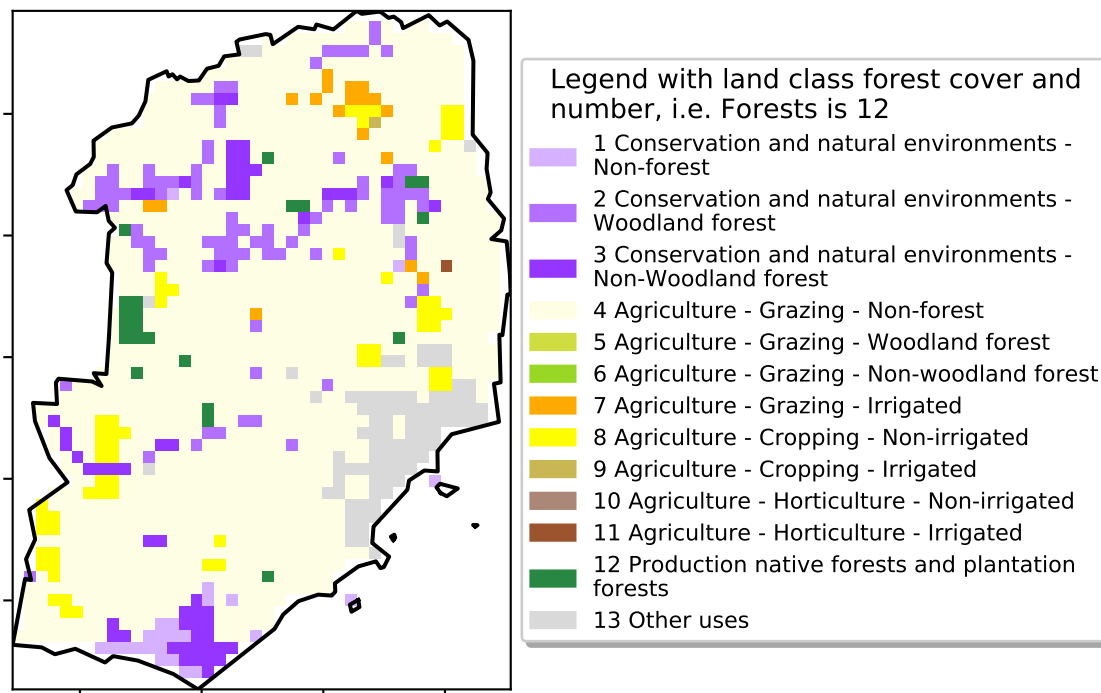 Legend with land class forest cover and
number, i.e. Forests is 12
1 Conservation and natural environments -
Non-forest
2 Conservation and natural environments -
Woodland forest
3 Conservation and natural environments -
Non-Woodland forest
4 Agriculture - Grazing - Non-forest
5 Agriculture - Grazing - Woodland forest
6 Agriculture - Grazing - Non-woodland forest
7 Agriculture - Grazing - Irrigated
8 Agriculture - Cropping - Non-irrigated
9 Agriculture - Cropping - Irrigated
10 Agriculture - Horticulture - Non-irrigated
11 Agriculture - Horticulture - Irrigated
12 Production native forests and plantation
forests
13 Other uses